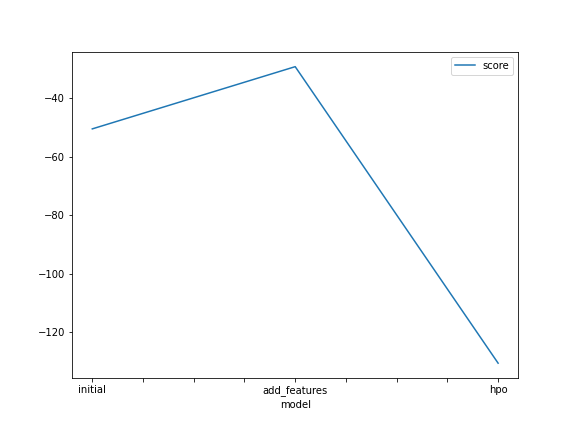 score
−40
−60
−80
−100
−120
initial add_features hpo
model